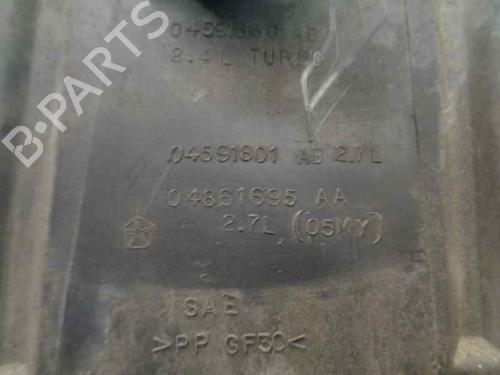 2.4L TURBO
04591801 AB 2.7L
04861695 AA
2.7L (05MY)
SAE
>PP GF30<
B-PARTS